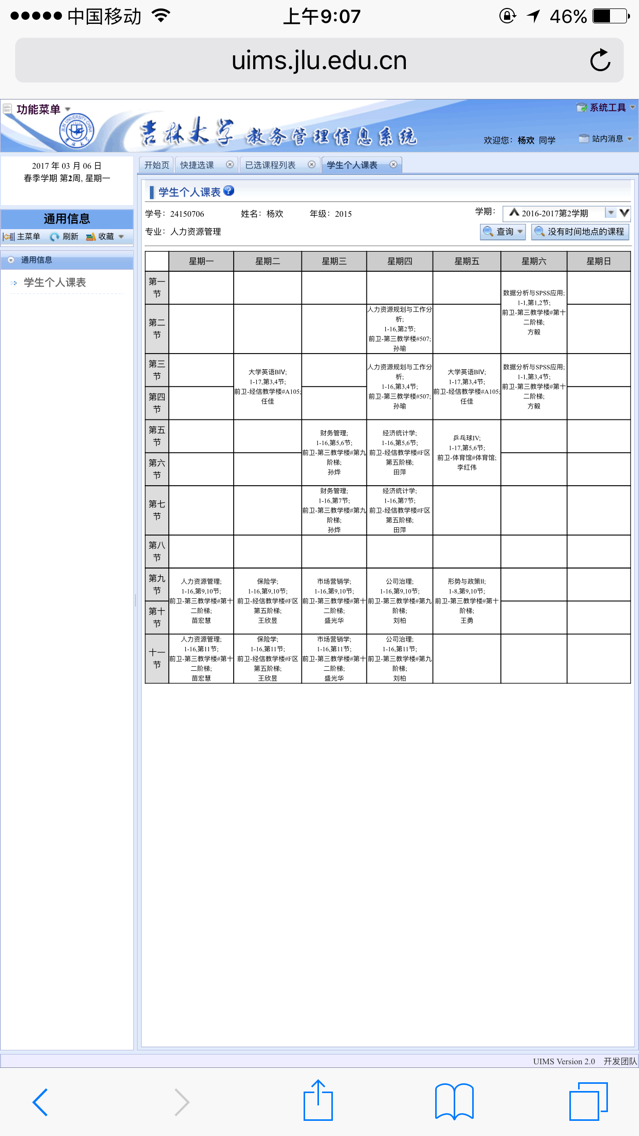 中国移动 上午9:07 46%
uims.jlu.edu.cn
功能菜单
系统工具
吉林大学 教务管理信息系统
欢迎您: 杨欢 同学 站内消息
2017 年 03 月 06 日
春季学期 第2周, 星期一
开始页 快捷选课 已选课程列表 学生个人课表
通用信息
主菜单 刷新 收藏
通用信息
学生个人课表
学生个人课表
学号: 24150706 姓名: 杨欢 年级: 2015 学期: 2016-2017第2学期
专业: 人力资源管理 查询 没有时间地点的课程
星期一 星期二 星期三 星期四 星期五 星期六 星期日
第一节
数据分析与SPSS应用;
1-1,第1,2节;
前卫-第三教学楼#第十二阶梯;
方毅
第二节
人力资源规划与工作分析;
1-16,第2节;
前卫-第三教学楼#507;
孙瑜
第三节
第四节
大学英语BIV;
1-17,第3,4节;
前卫-经信教学楼#A105;
任佳
人力资源规划与工作分析;
1-16,第3,4节;
前卫-第三教学楼#507;
孙瑜
大学英语BIV;
1-17,第3,4节;
前卫-经信教学楼#A105;
任佳
数据分析与SPSS应用;
1-1,第3,4节;
前卫-第三教学楼#第十二阶梯;
方毅
第五节
第六节
财务管理;
1-16,第5,6节;
前卫-第三教学楼#第九阶梯;
孙烨
经济统计学;
1-16,第5,6节;
前卫-经信教学楼#F区第五阶梯;
田萍
乒乓球IV;
1-17,第5,6节;
前卫-体育馆#体育馆;
李红伟
第七节
财务管理;
1-16,第7节;
前卫-第三教学楼#第九阶梯;
孙烨
经济统计学;
1-16,第7节;
前卫-经信教学楼#F区第五阶梯;
田萍
第八节
第九节
第十节
人力资源管理;
1-16,第9,10节;
前卫-第三教学楼#第十二阶梯;
苗宏慧
保险学;
1-16,第9,10节;
前卫-经信教学楼#F区第五阶梯;
王欣昱
市场营销学;
1-16,第9,10节;
前卫-第三教学楼#第十二阶梯;
盛光华
公司治理;
1-16,第9,10节;
前卫-第三教学楼#第九阶梯;
刘柏
形势与政策II;
1-8,第9,10节;
前卫-第三教学楼#第十一阶梯;
王勇
十一节
人力资源管理;
1-16,第11节;
前卫-第三教学楼#第十二阶梯;
苗宏慧
保险学;
1-16,第11节;
前卫-经信教学楼#F区第五阶梯;
王欣昱
市场营销学;
1-16,第11节;
前卫-第三教学楼#第十二阶梯;
盛光华
公司治理;
1-16,第11节;
前卫-第三教学楼#第九阶梯;
刘柏
UIMS Version 2.0 开发团队